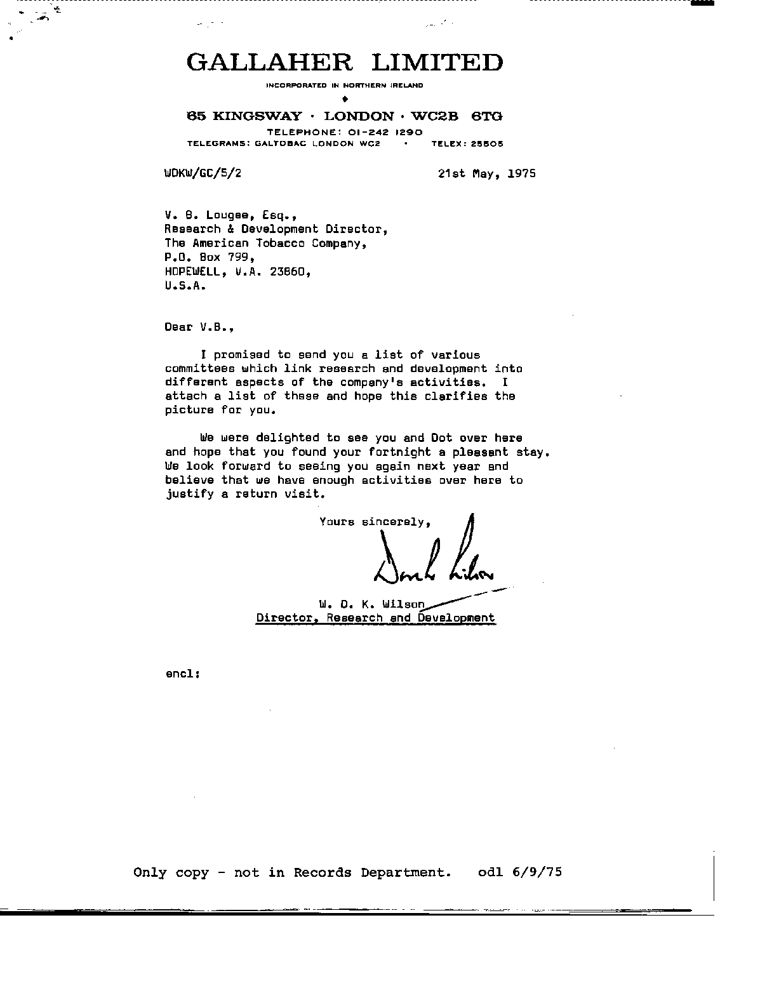 GALLAHER LIMITED
INCORPORATED IN NORTHERN IRELAND
65 KINGSWAY · LONDON · WC2B 6TG
TELEPHONE: 01-242 1290
TELEGRAMS: GALTOBAC LONDON WC2 · TELEX: 25505
WDKW/GC/5/2 21st May, 1975
V. B. Lougee, Esq.,
Research & Development Director,
The American Tobacco Company,
P.O. Box 799,
HOPEWELL, V.A. 23860,
U.S.A.
Dear V.B.,
I promised to send you a list of various
committees which link research and development into
different aspects of the company's activities. I
attach a list of these and hope this clarifies the
picture for you.
We were delighted to see you and Dot over here
and hope that you found your fortnight a pleasant stay.
We look forward to seeing you again next year and
believe that we have enough activities over here to
justify a return visit.
Yours sincerely,
W. D. K. Wilson
Director, Research and Development
encl:
Only copy - not in Records Department. odl 6/9/75